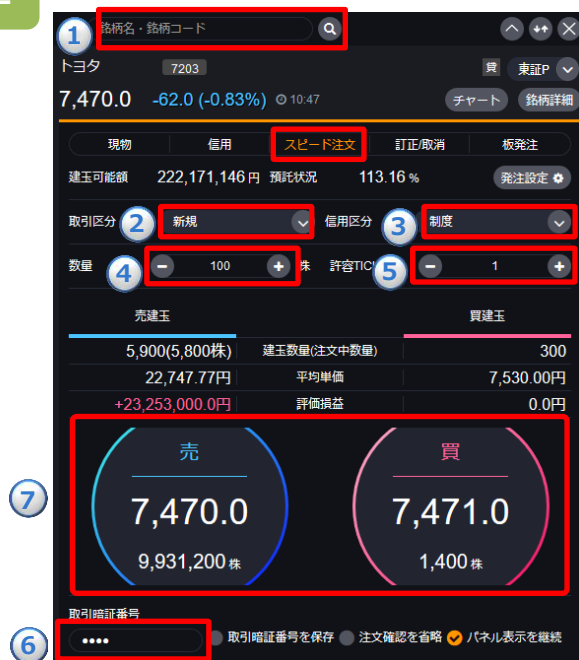 ① 銘柄名・銘柄コード
トヨタ 7203 貸 東証P
7,470.0 -62.0 (-0.83%) 10:47 チャート 銘柄詳細
現物 信用 スピード注文 訂正/取消 板発注
建玉可能額 222,171,146 円 預託状況 113.16 % 発注設定
取引区分 ② 新規 信用区分 ③ 制度
数量 ④ − 100 + 株 許容TIC ⑤ − 1 +
売建玉 買建玉
5,900(5,800株) 建玉数量(注文中数量) 300
22,747.77円 平均単価 7,530.00円
+23,253,000.0円 評価損益 0.0円
売 買
⑦ 7,470.0 7,471.0
9,931,200 株 1,400 株
取引暗証番号
⑥ •••• 取引暗証番号を保存 注文確認を省略 パネル表示を継続